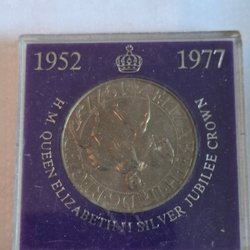 1952 1977
H M QUEEN ELIZABETH II SILVER JUBILEE CROWN